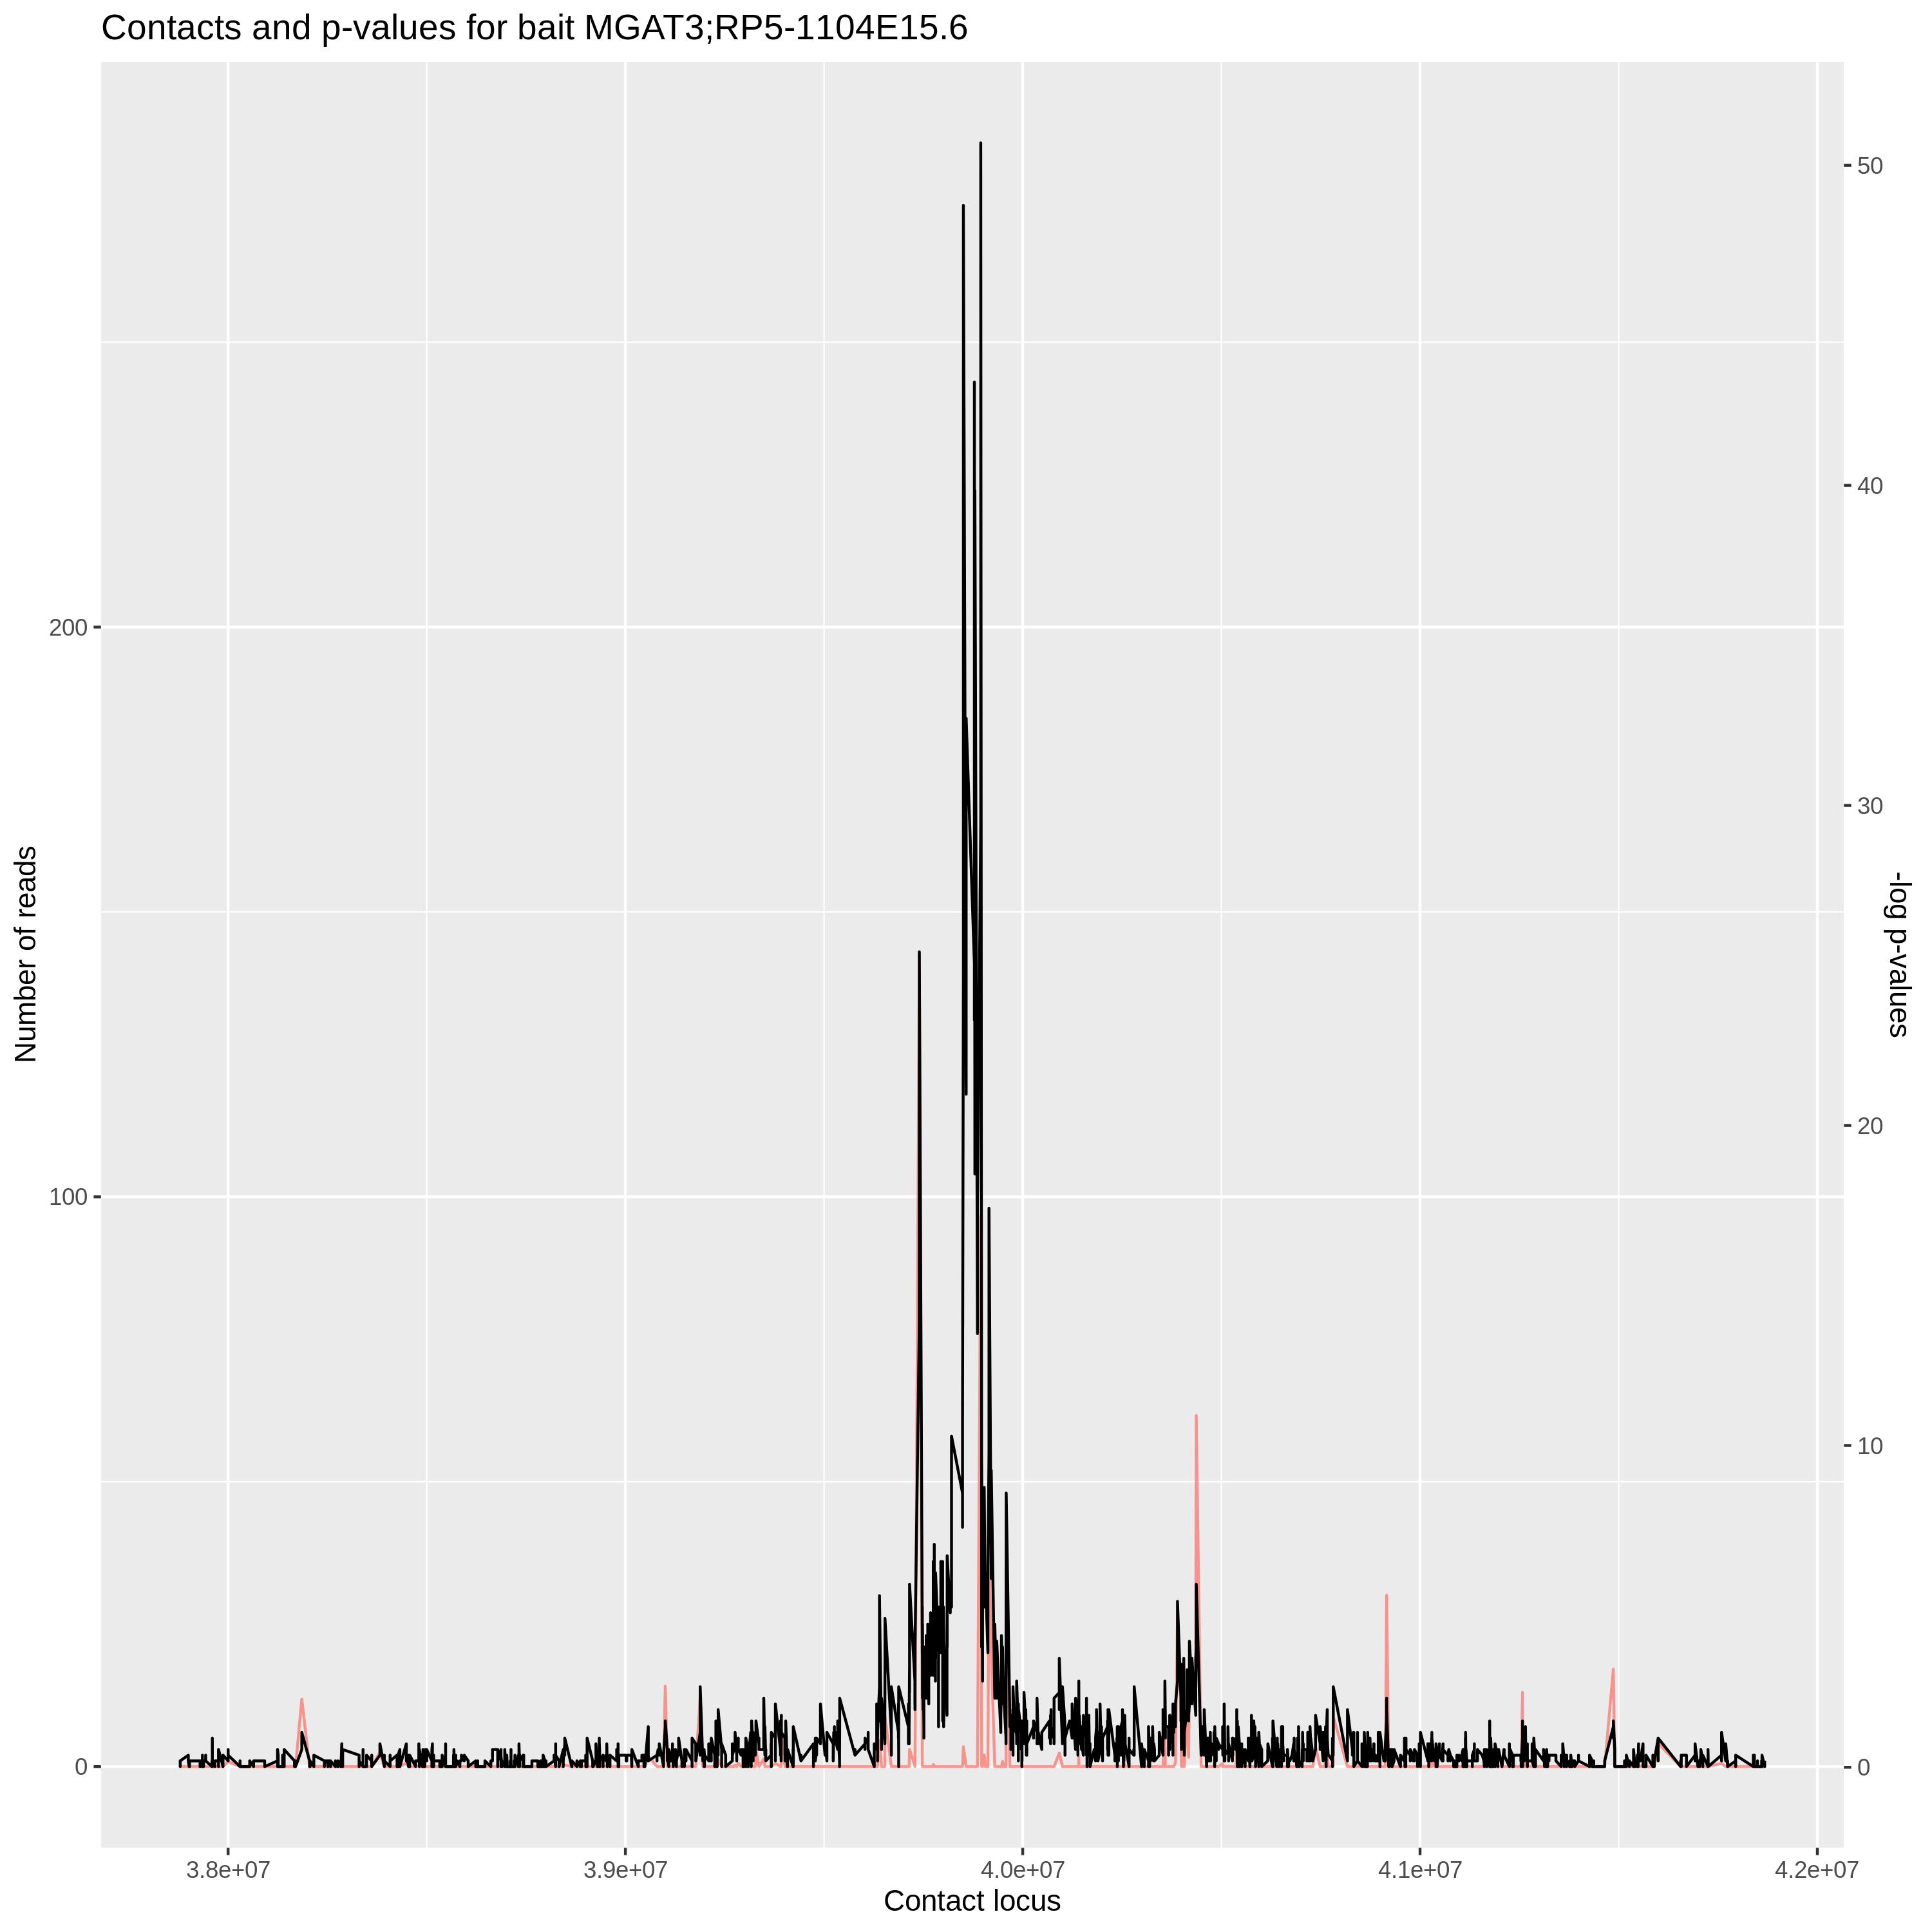 Contacts and p-values for bait MGAT3;RP5-1104E15.6
Number of reads
200
100
0
50
40
30
20
10
0
-log p-values
3.8e+07
3.9e+07
4.0e+07
4.1e+07
4.2e+07
Contact locus